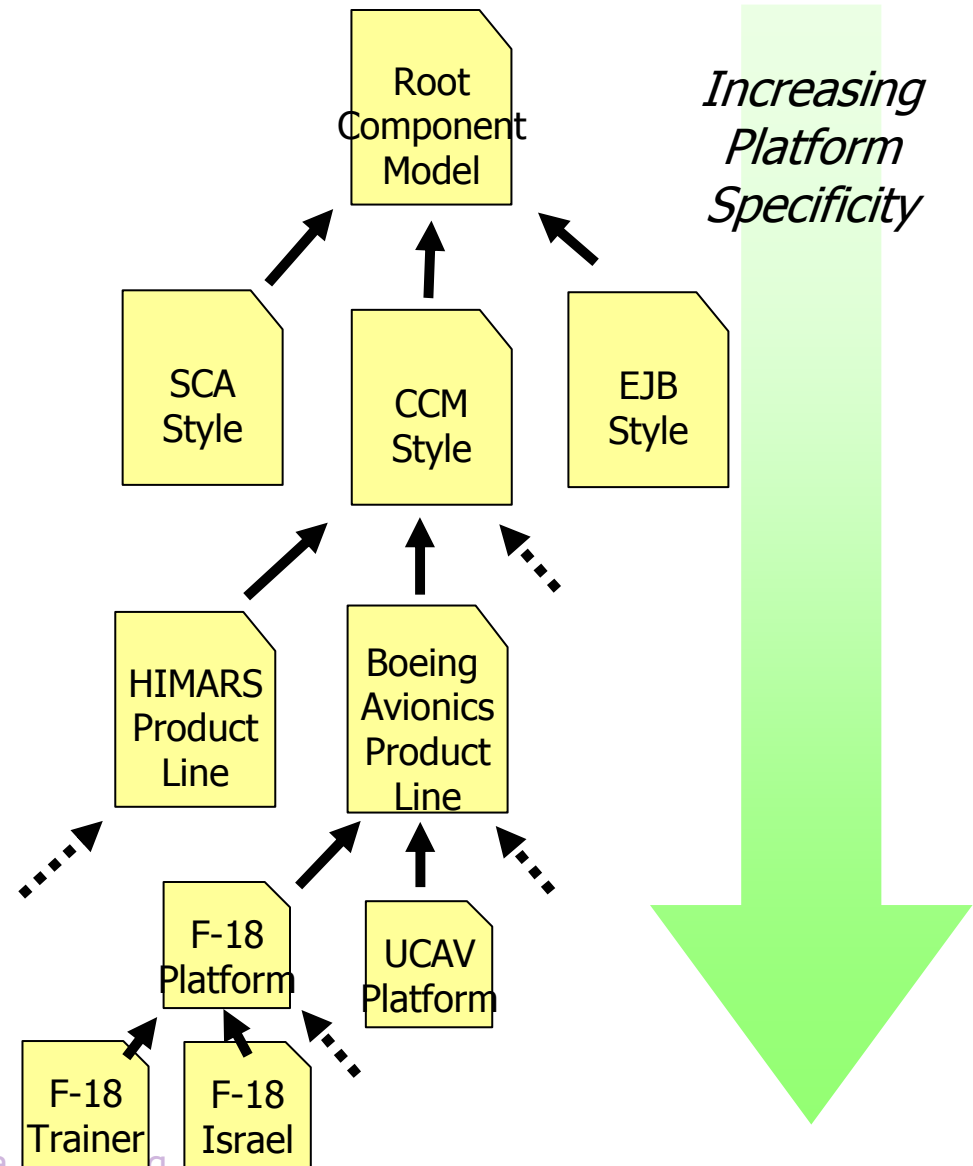 Root
Component
Model
Increasing
Platform
Specificity
SCA
Style
CCM
Style
EJB
Style
HIMARS
Product
Line
Boeing
Avionics
Product
Line
F-18
Platform
UCAV
Platform
F-18
Trainer
F-18
Israel